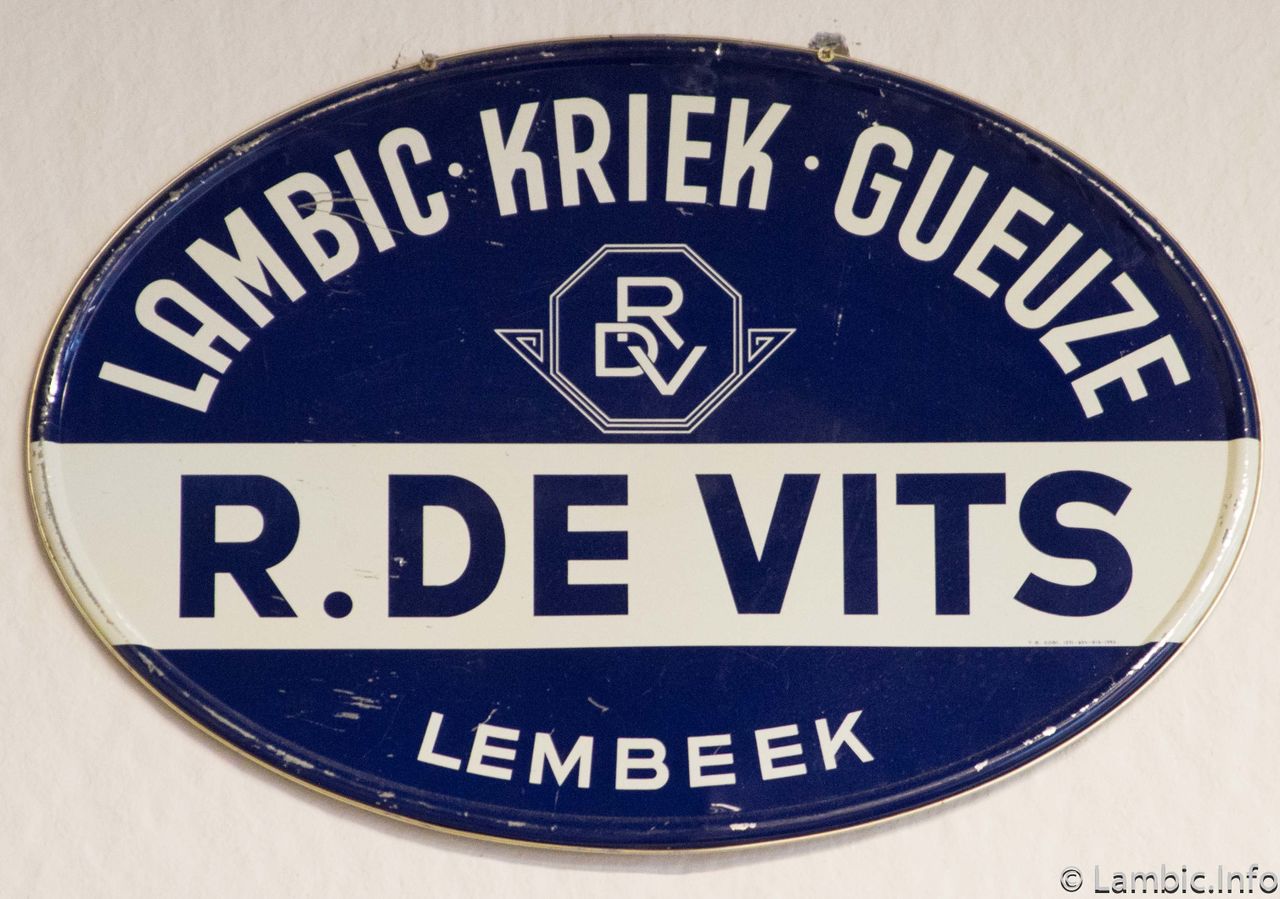 LAMBIC · KRIEK · GUEUZE
RDV
R. DE VITS
LEMBEEK
© Lambic.Info